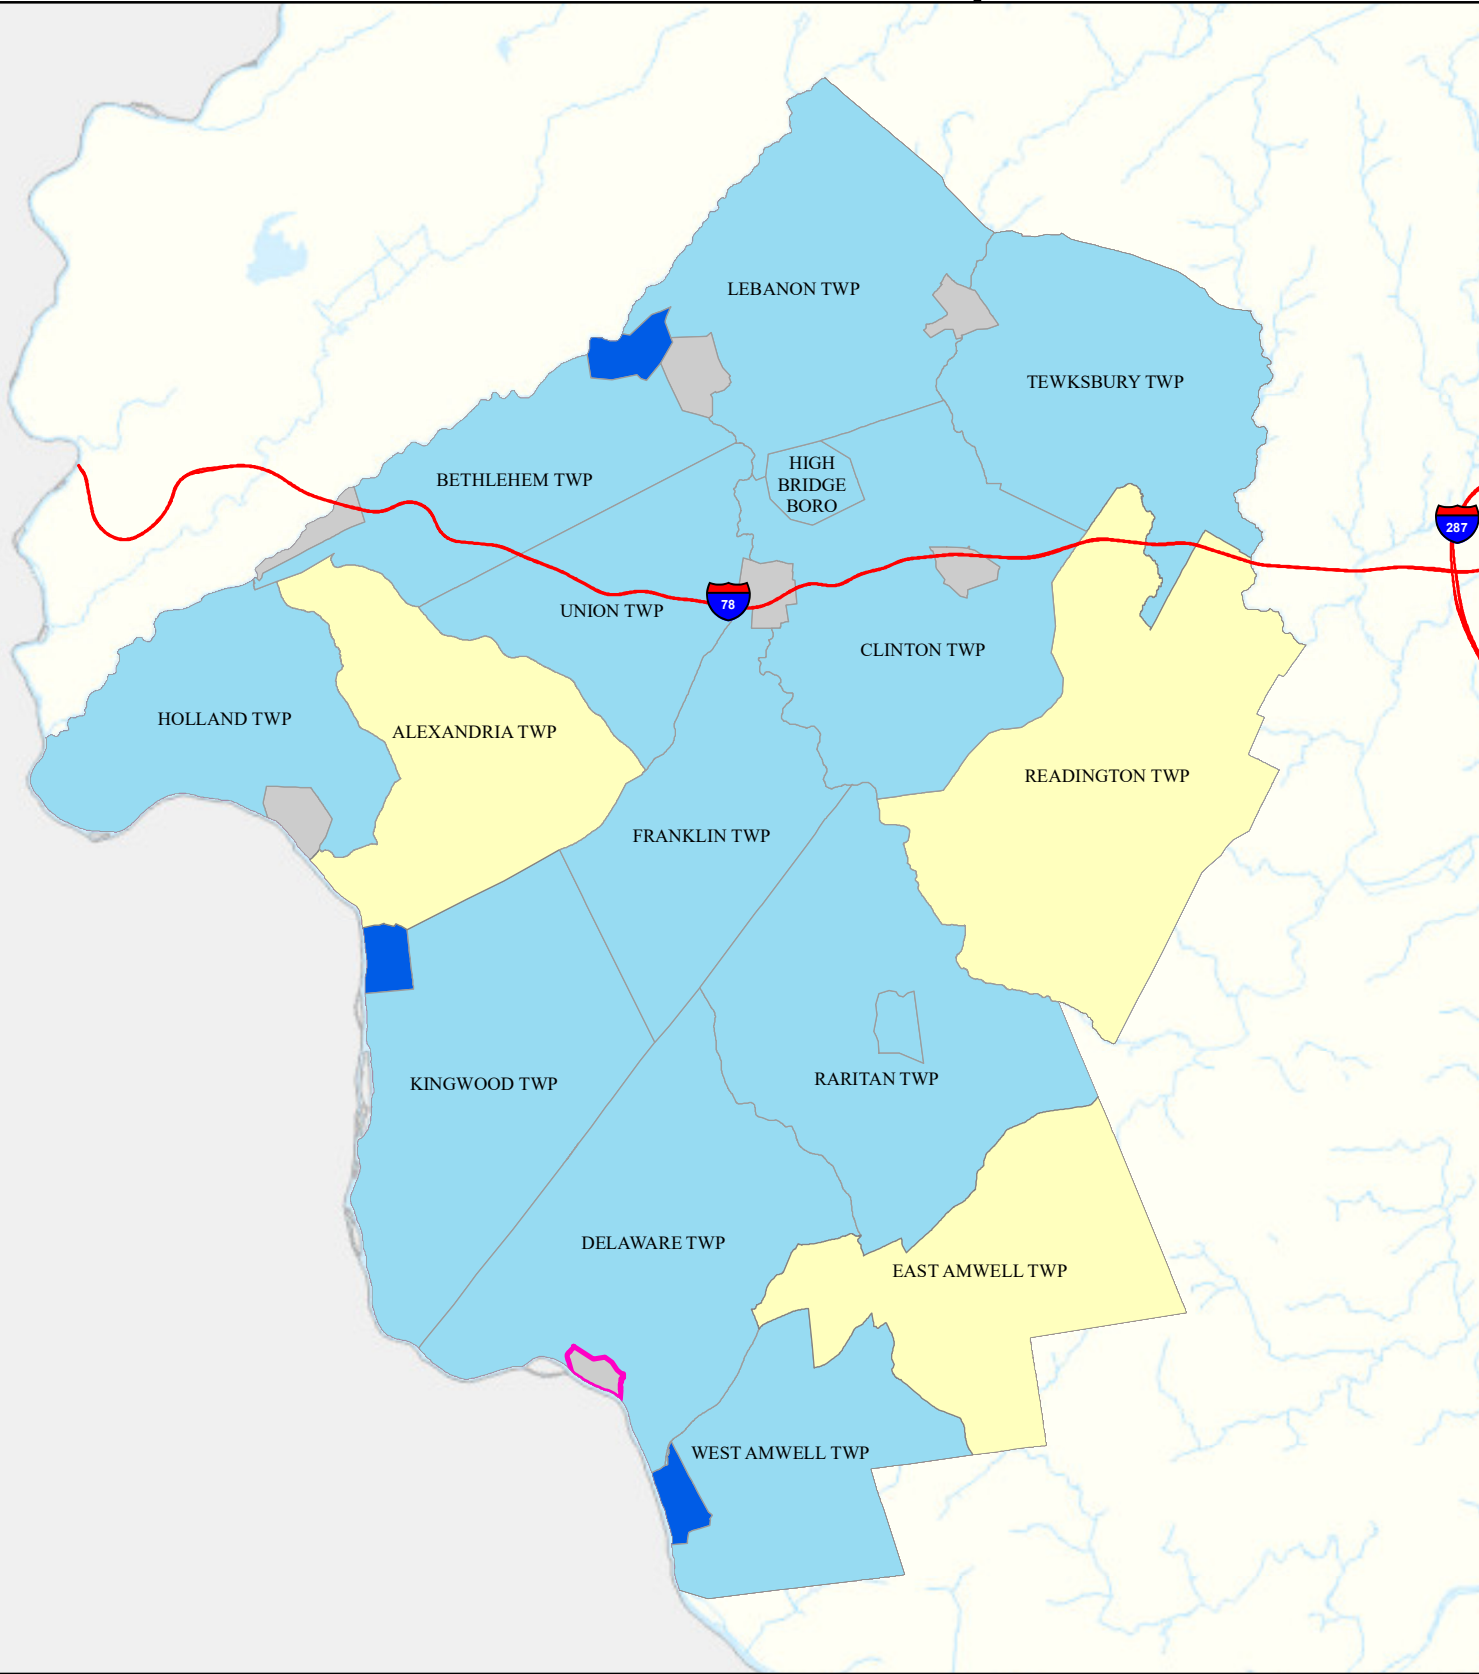 LEBANON TWP
TEWKSBURY TWP
BETHLEHEM TWP
HIGH
BRIDGE
BORO
287
78
UNION TWP
CLINTON TWP
HOLLAND TWP
ALEXANDRIA TWP
READINGTON TWP
FRANKLIN TWP
KINGWOOD TWP
RARITAN TWP
DELAWARE TWP
EAST AMWELL TWP
WEST AMWELL TWP